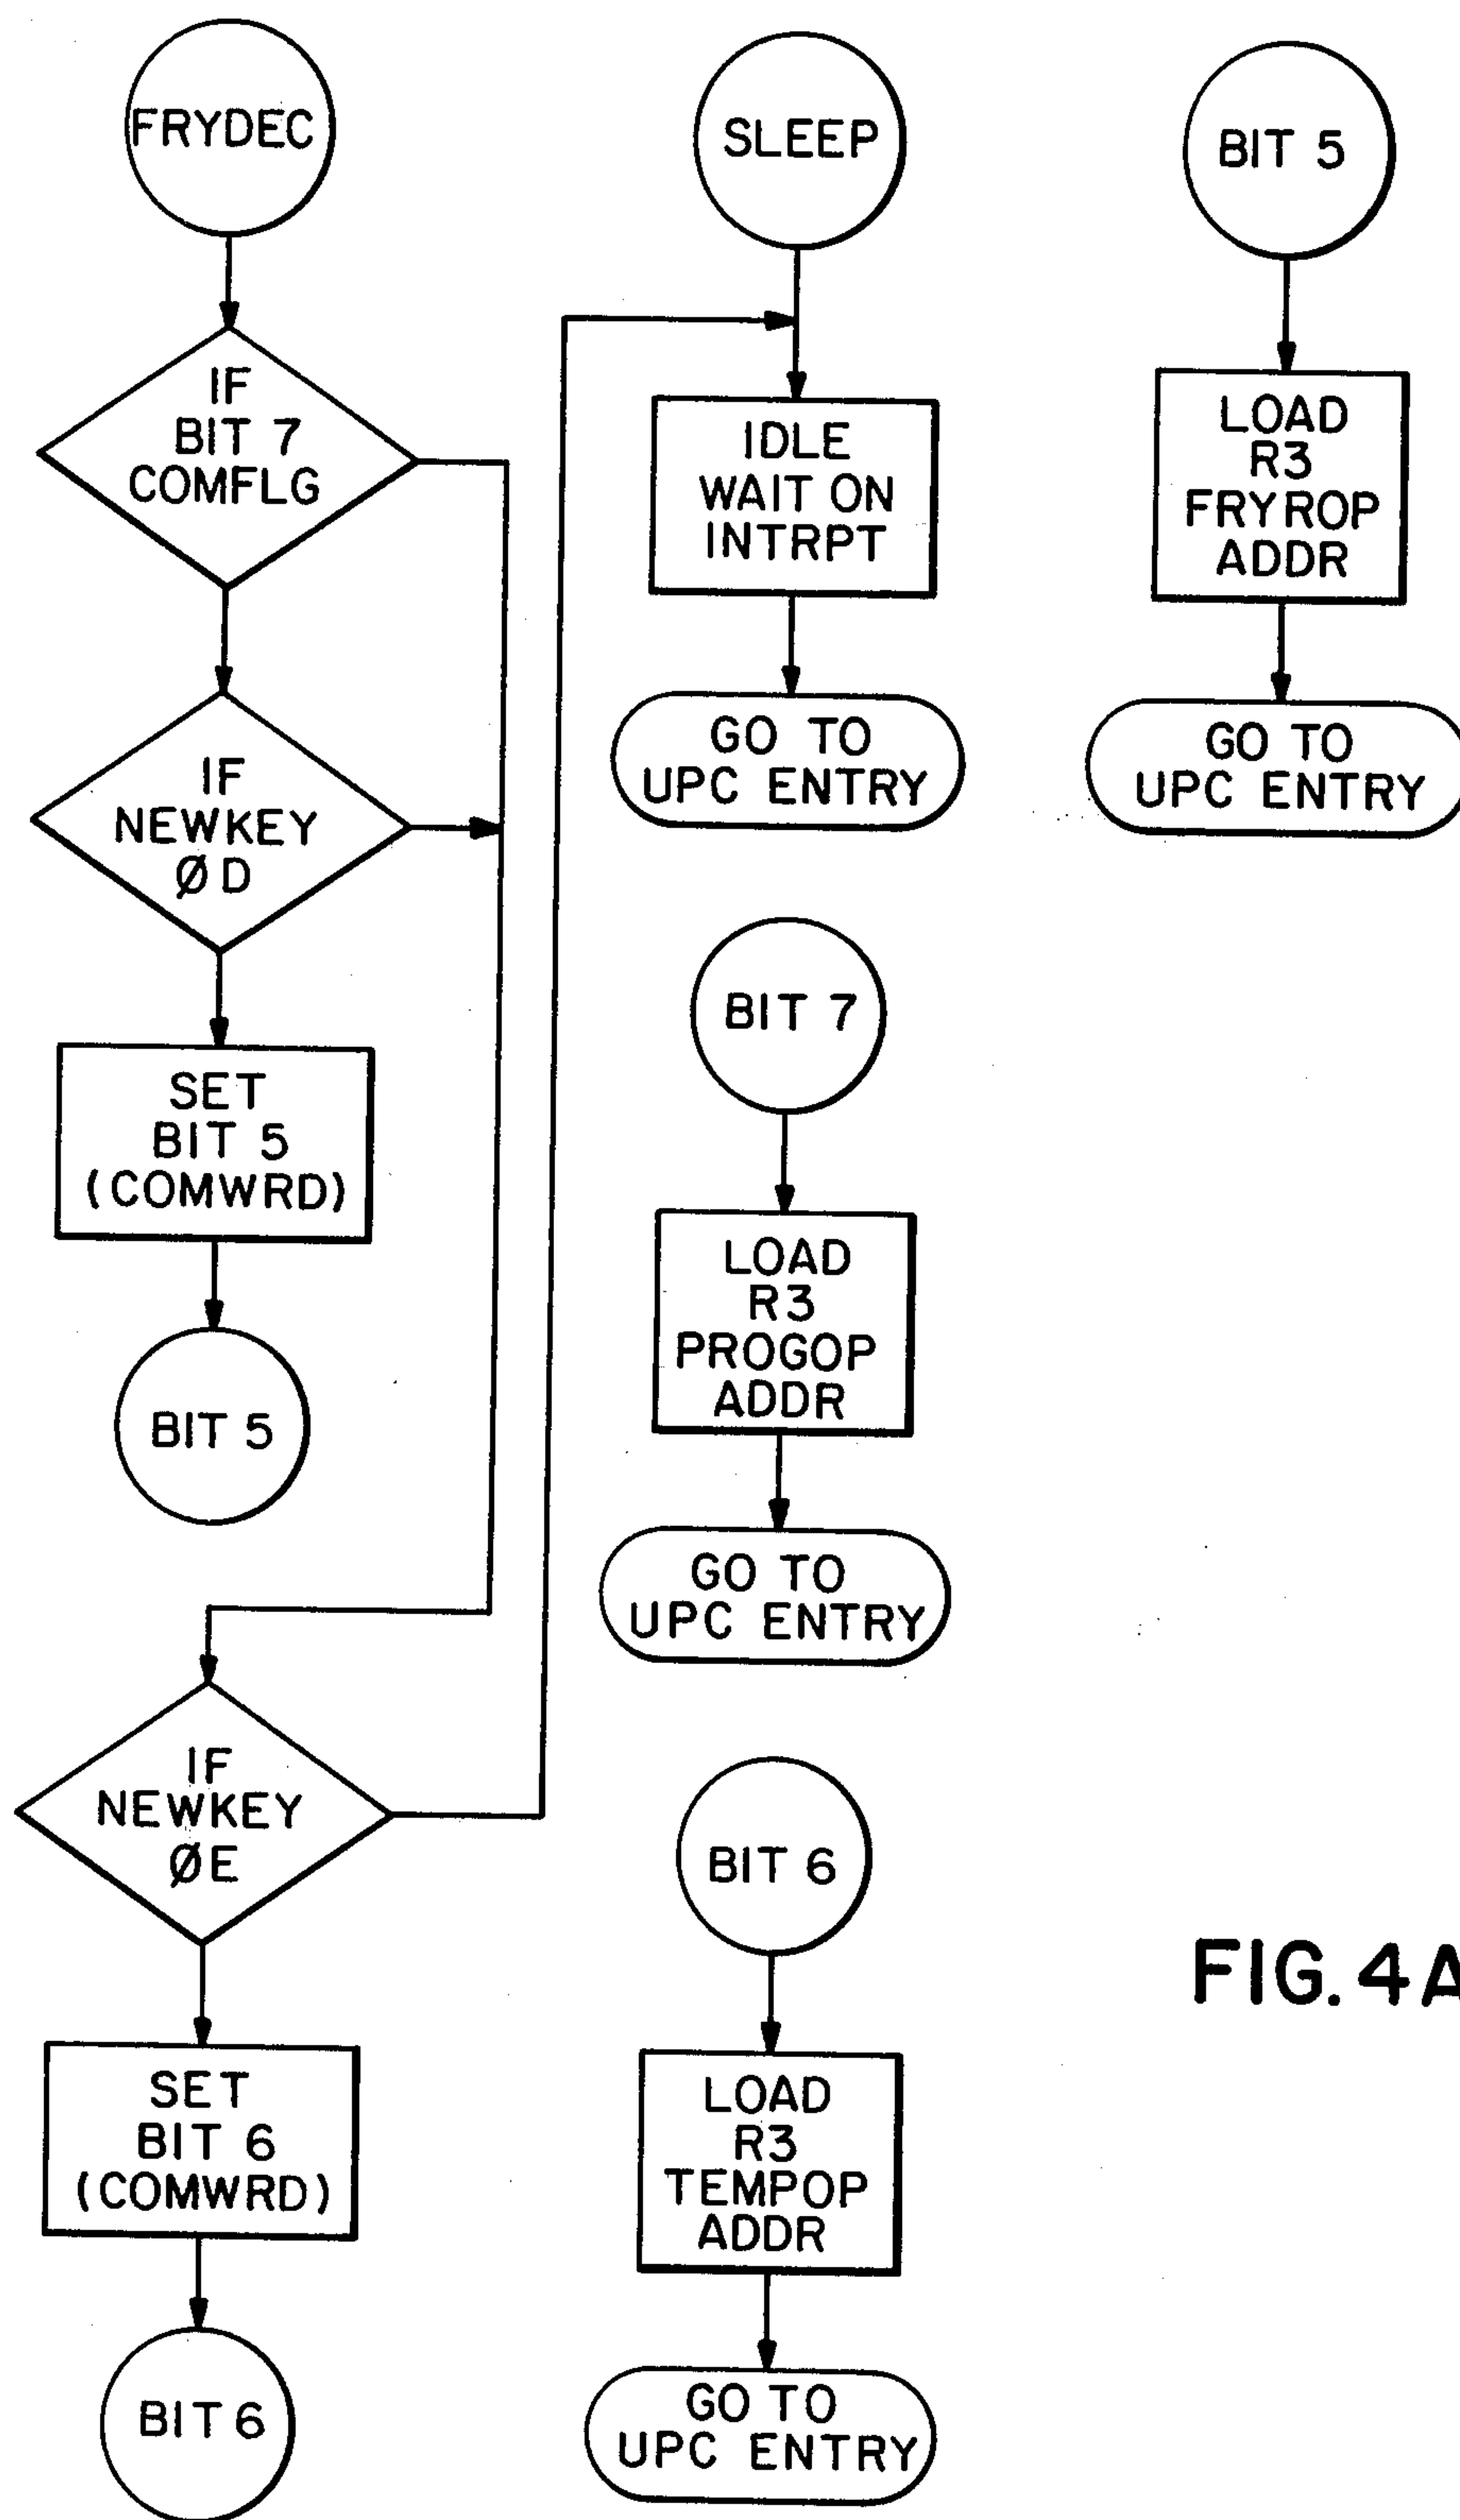 FRYDEC
IF
BIT 7
COMFLG
IF
NEWKEY
ØD
SET
BIT 5
(COMWRD)
BIT 5
IF
NEWKEY
ØE
SET
BIT 6
(COMWRD)
BIT 6
SLEEP
IDLE
WAIT ON
INTRPT
GO TO
UPC ENTRY
BIT 7
LOAD
R3
PROGOP
ADDR
GO TO
UPC ENTRY
BIT 6
LOAD
R3
TEMPOP
ADDR
GO TO
UPC ENTRY
BIT 5
LOAD
R3
FRYROP
ADDR
GO TO
UPC ENTRY
FIG. 4A